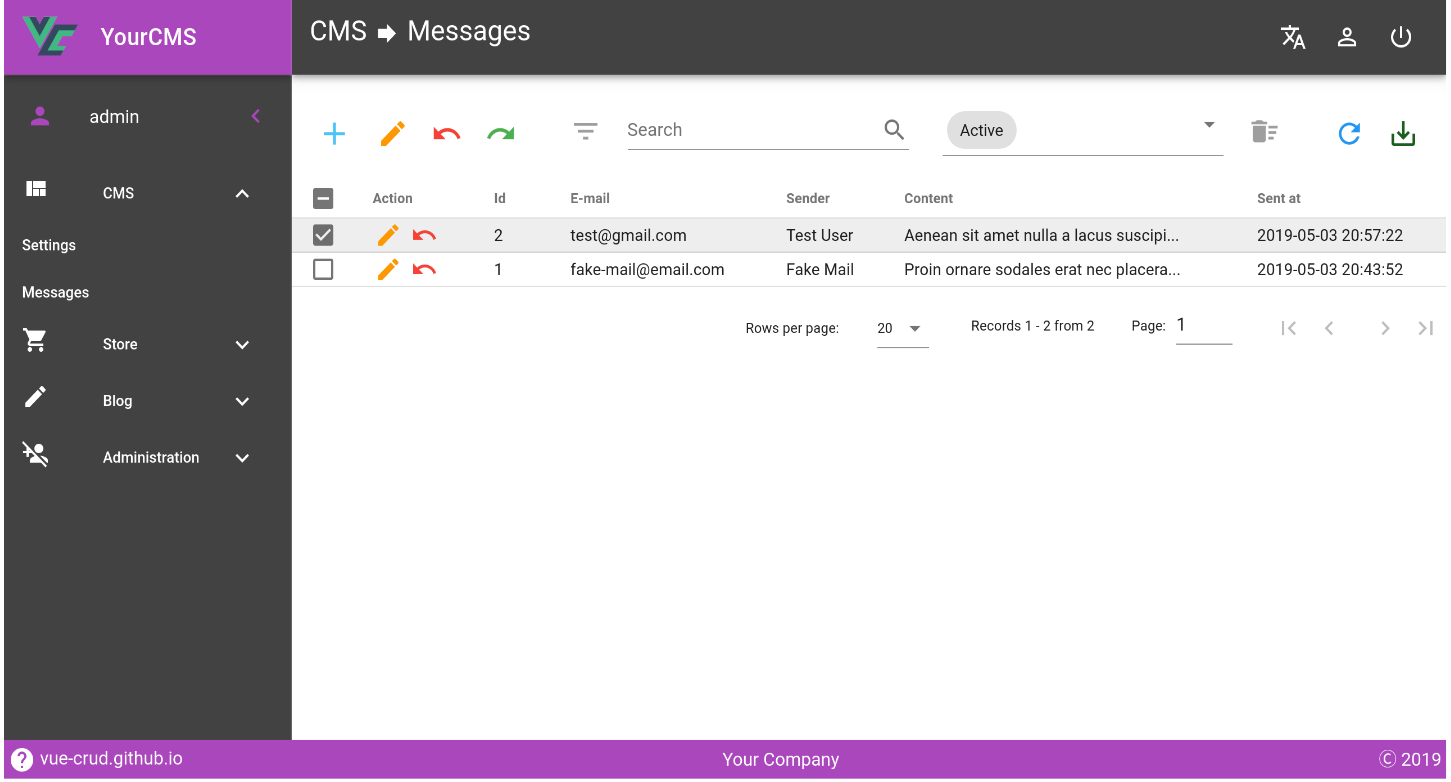 YourCMS
CMS ➡ Messages
admin
Search
Active
CMS
Action Id E-mail Sender Content Sent at
2 test@gmail.com Test User Aenean sit amet nulla a lacus suscipi... 2019-05-03 20:57:22
Settings
1 fake-mail@email.com Fake Mail Proin ornare sodales erat nec placera... 2019-05-03 20:43:52
Messages
Rows per page: 20 Records 1 - 2 from 2 Page: 1
Store
Blog
Administration
? vue-crud.github.io Your Company © 2019